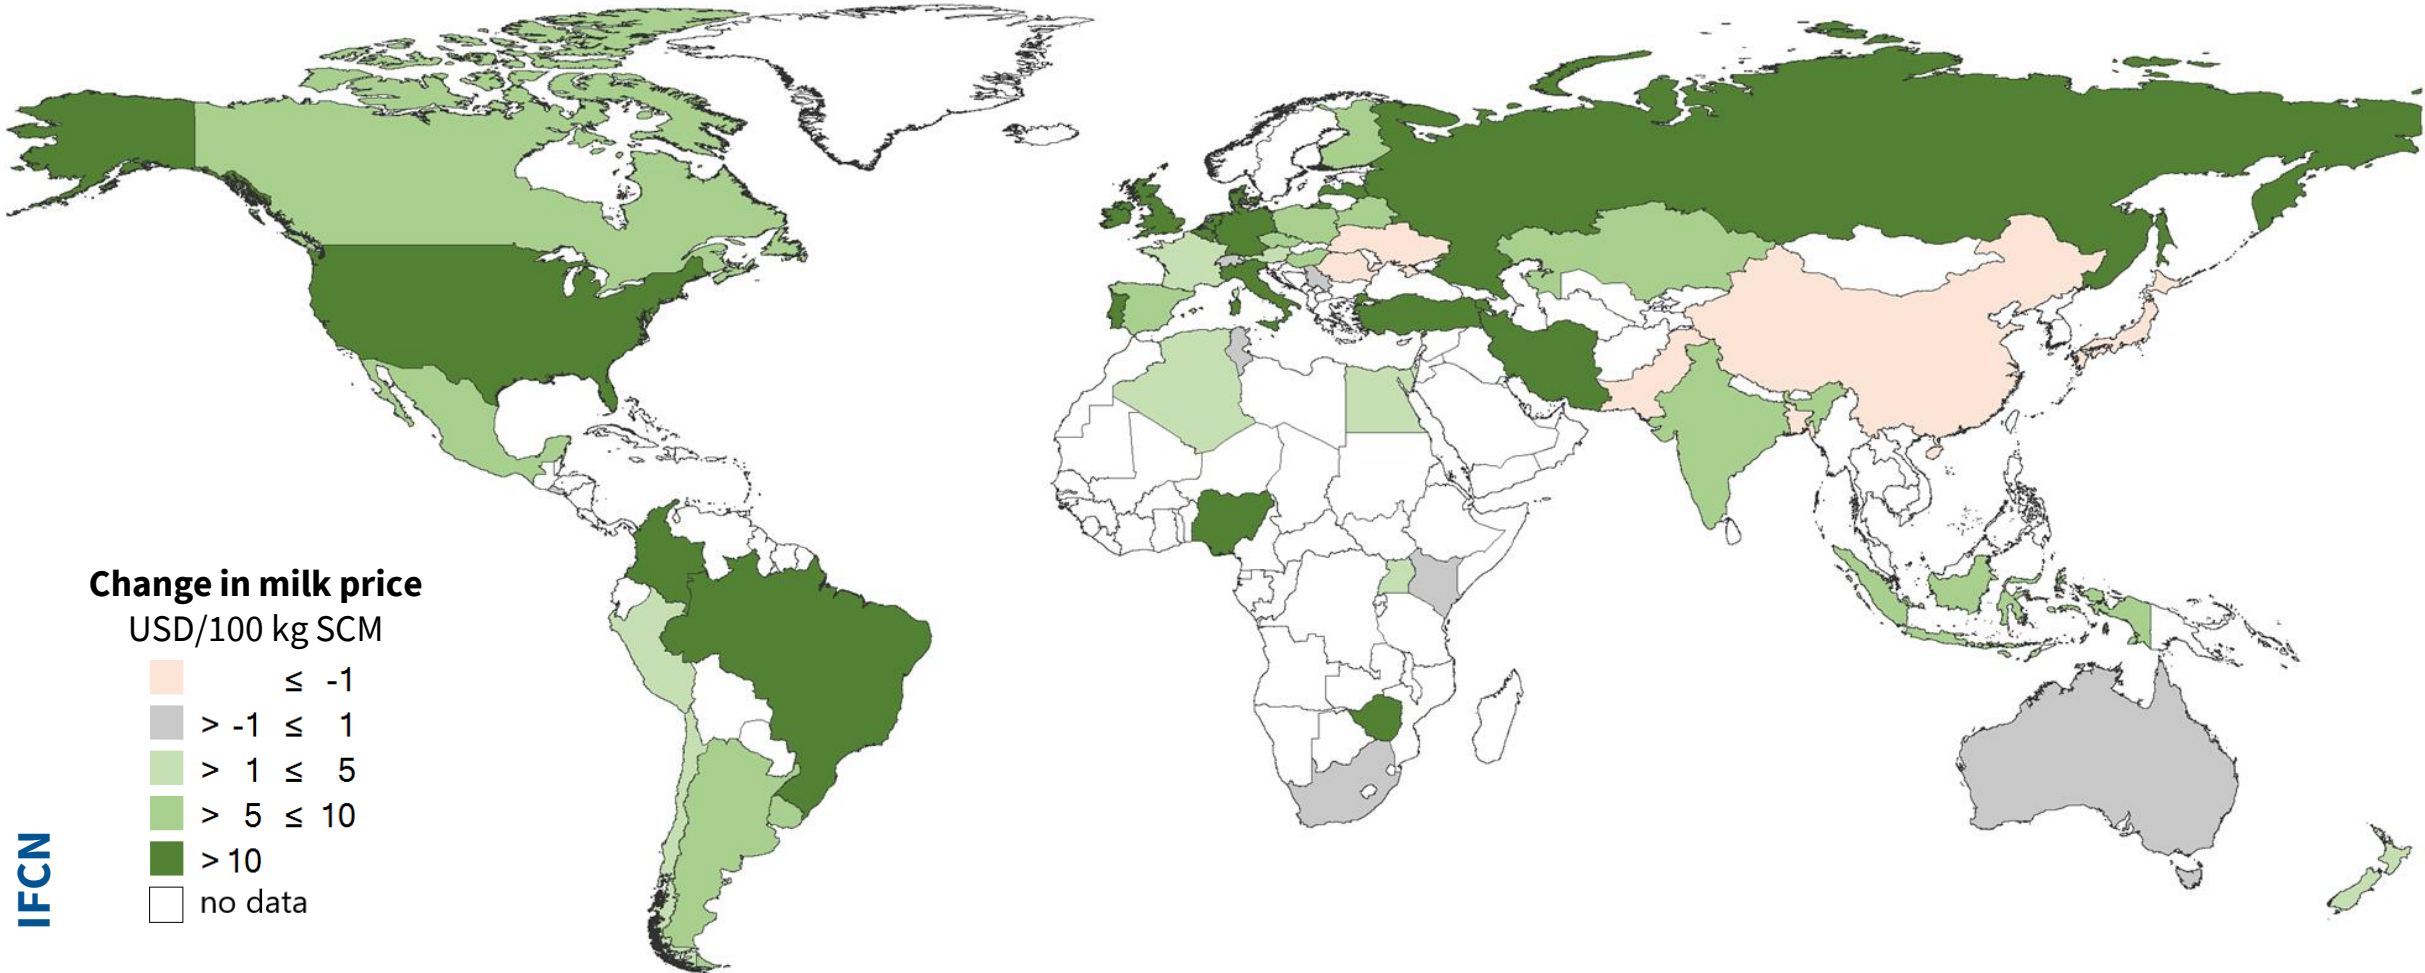 Change in milk price
USD/100 kg SCM
≤ -1
> -1 ≤ 1
> 1 ≤ 5
> 5 ≤ 10
> 10
no data
IFCN